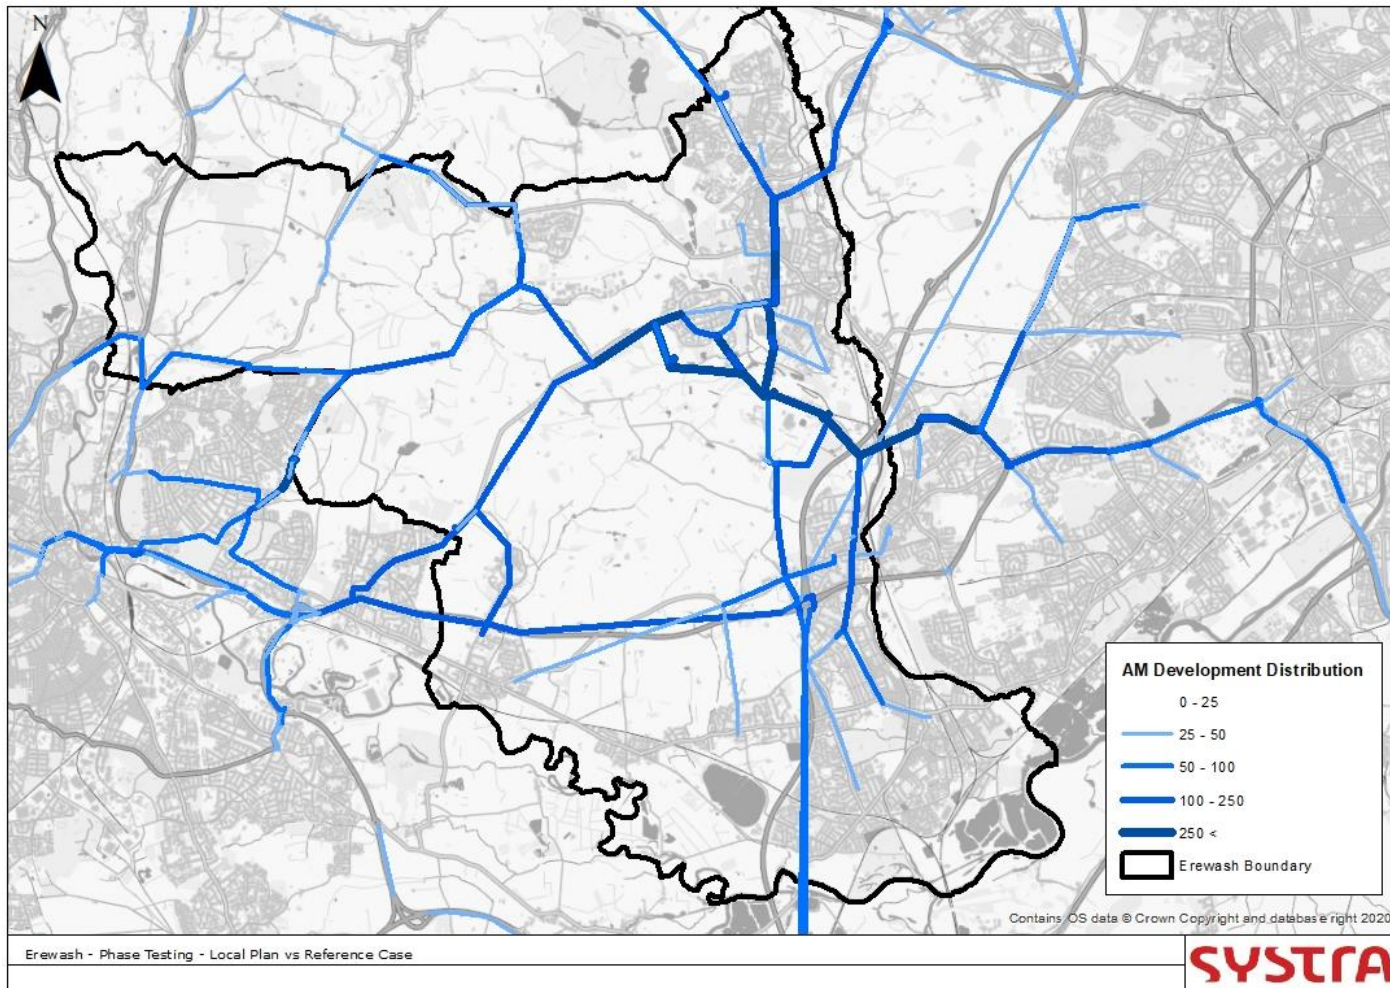 N
AM Development Distribution
0 - 25
25 - 50
50 - 100
100 - 250
250 <
Erewash Boundary
Contains OS data © Crown Copyright and database right 2020
Erewash - Phase Testing - Local Plan vs Reference Case
SYSTRA